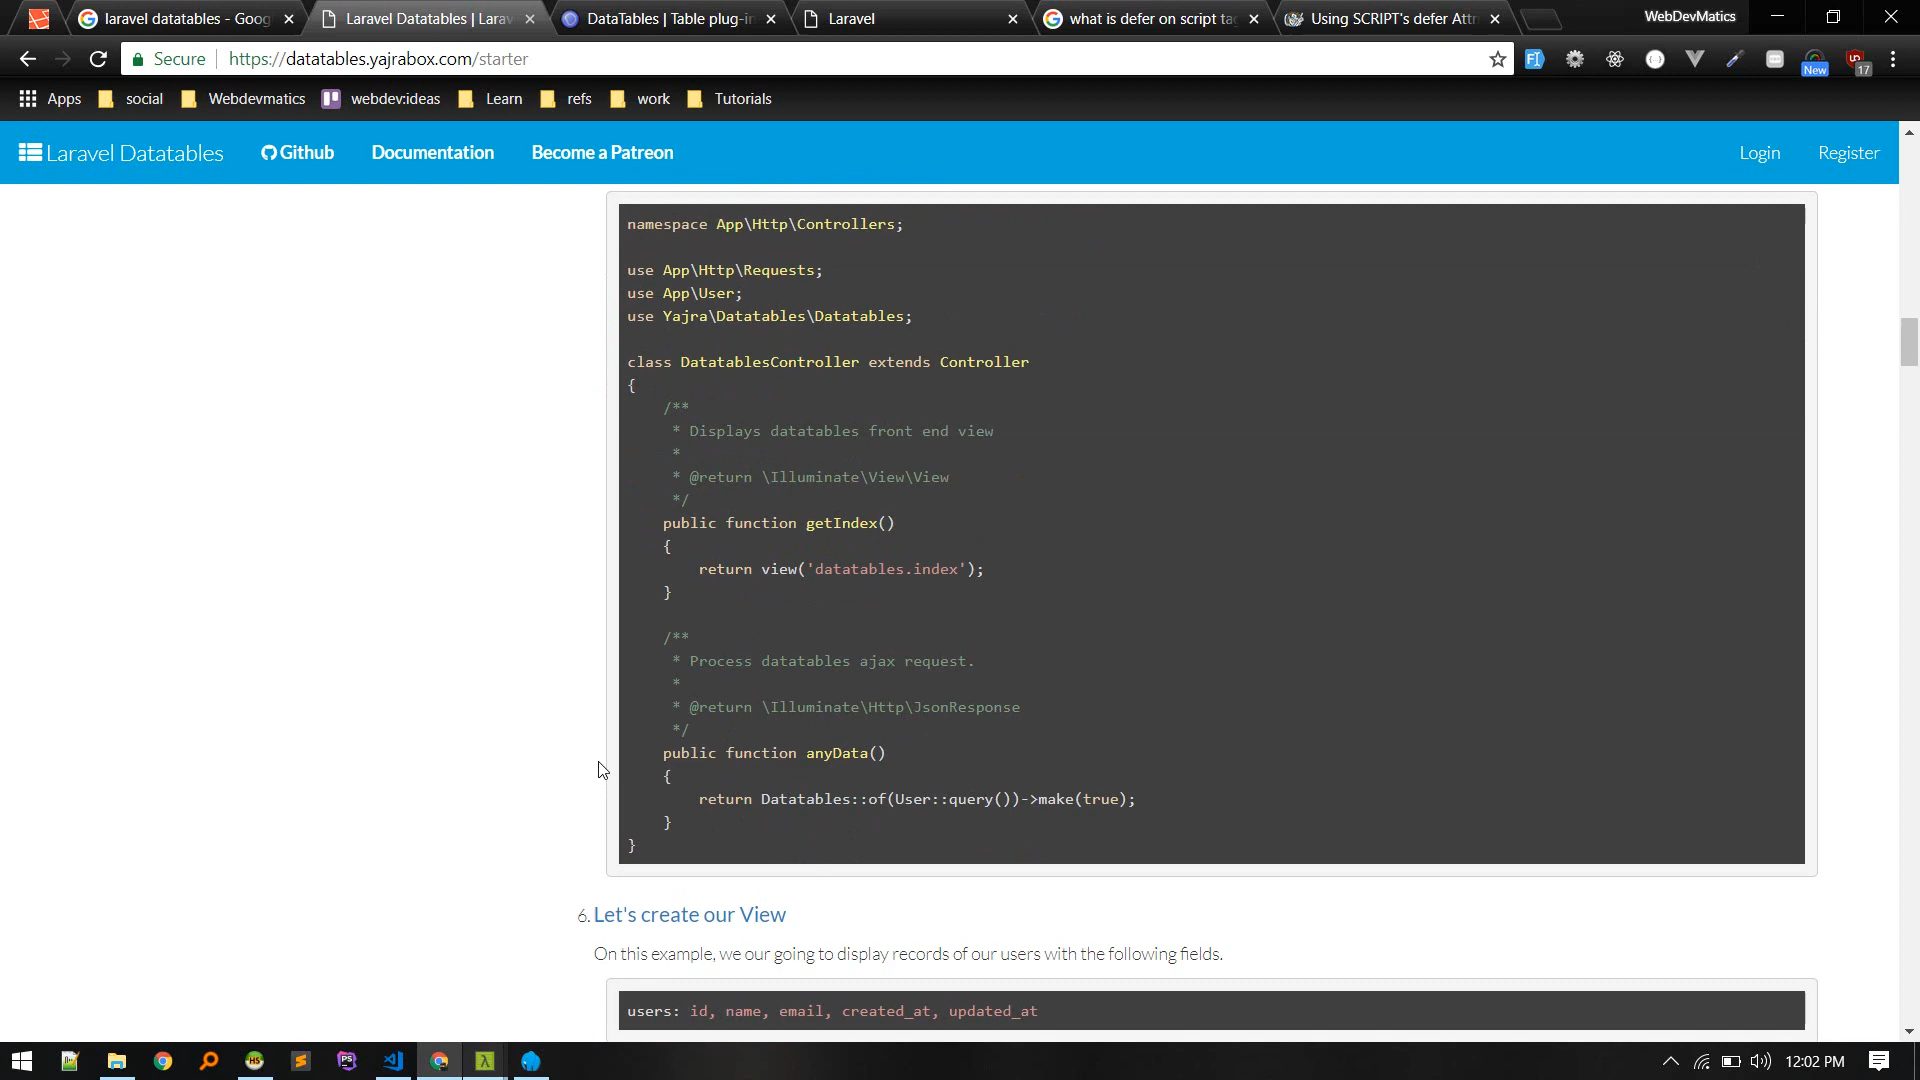 laravel datatables - Goog
Laravel Datatables | Larav
DataTables | Table plug-in
Laravel
what is defer on script ta
Using SCRIPT's defer Attr
WebDevMatics
Secure
https://datatables.yajrabox.com/starter
New
17
Apps
social
Webdevmatics
webdev:ideas
Learn
refs
work
Tutorials
Laravel Datatables
Github
Documentation
Become a Patreon
Login
Register
namespace App\Http\Controllers;
use App\Http\Requests;
use App\User;
use Yajra\Datatables\Datatables;
class DatatablesController extends Controller
{
/**
* Displays datatables front end view
*
* @return \Illuminate\View\View
*/
public function getIndex()
{
return view('datatables.index');
}
/**
* Process datatables ajax request.
*
* @return \Illuminate\Http\JsonResponse
*/
public function anyData()
{
return Datatables::of(User::query())->make(true);
}
}
6. Let's create our View
On this example, we our going to display records of our users with the following fields.
users: id, name, email, created_at, updated_at
12:02 PM